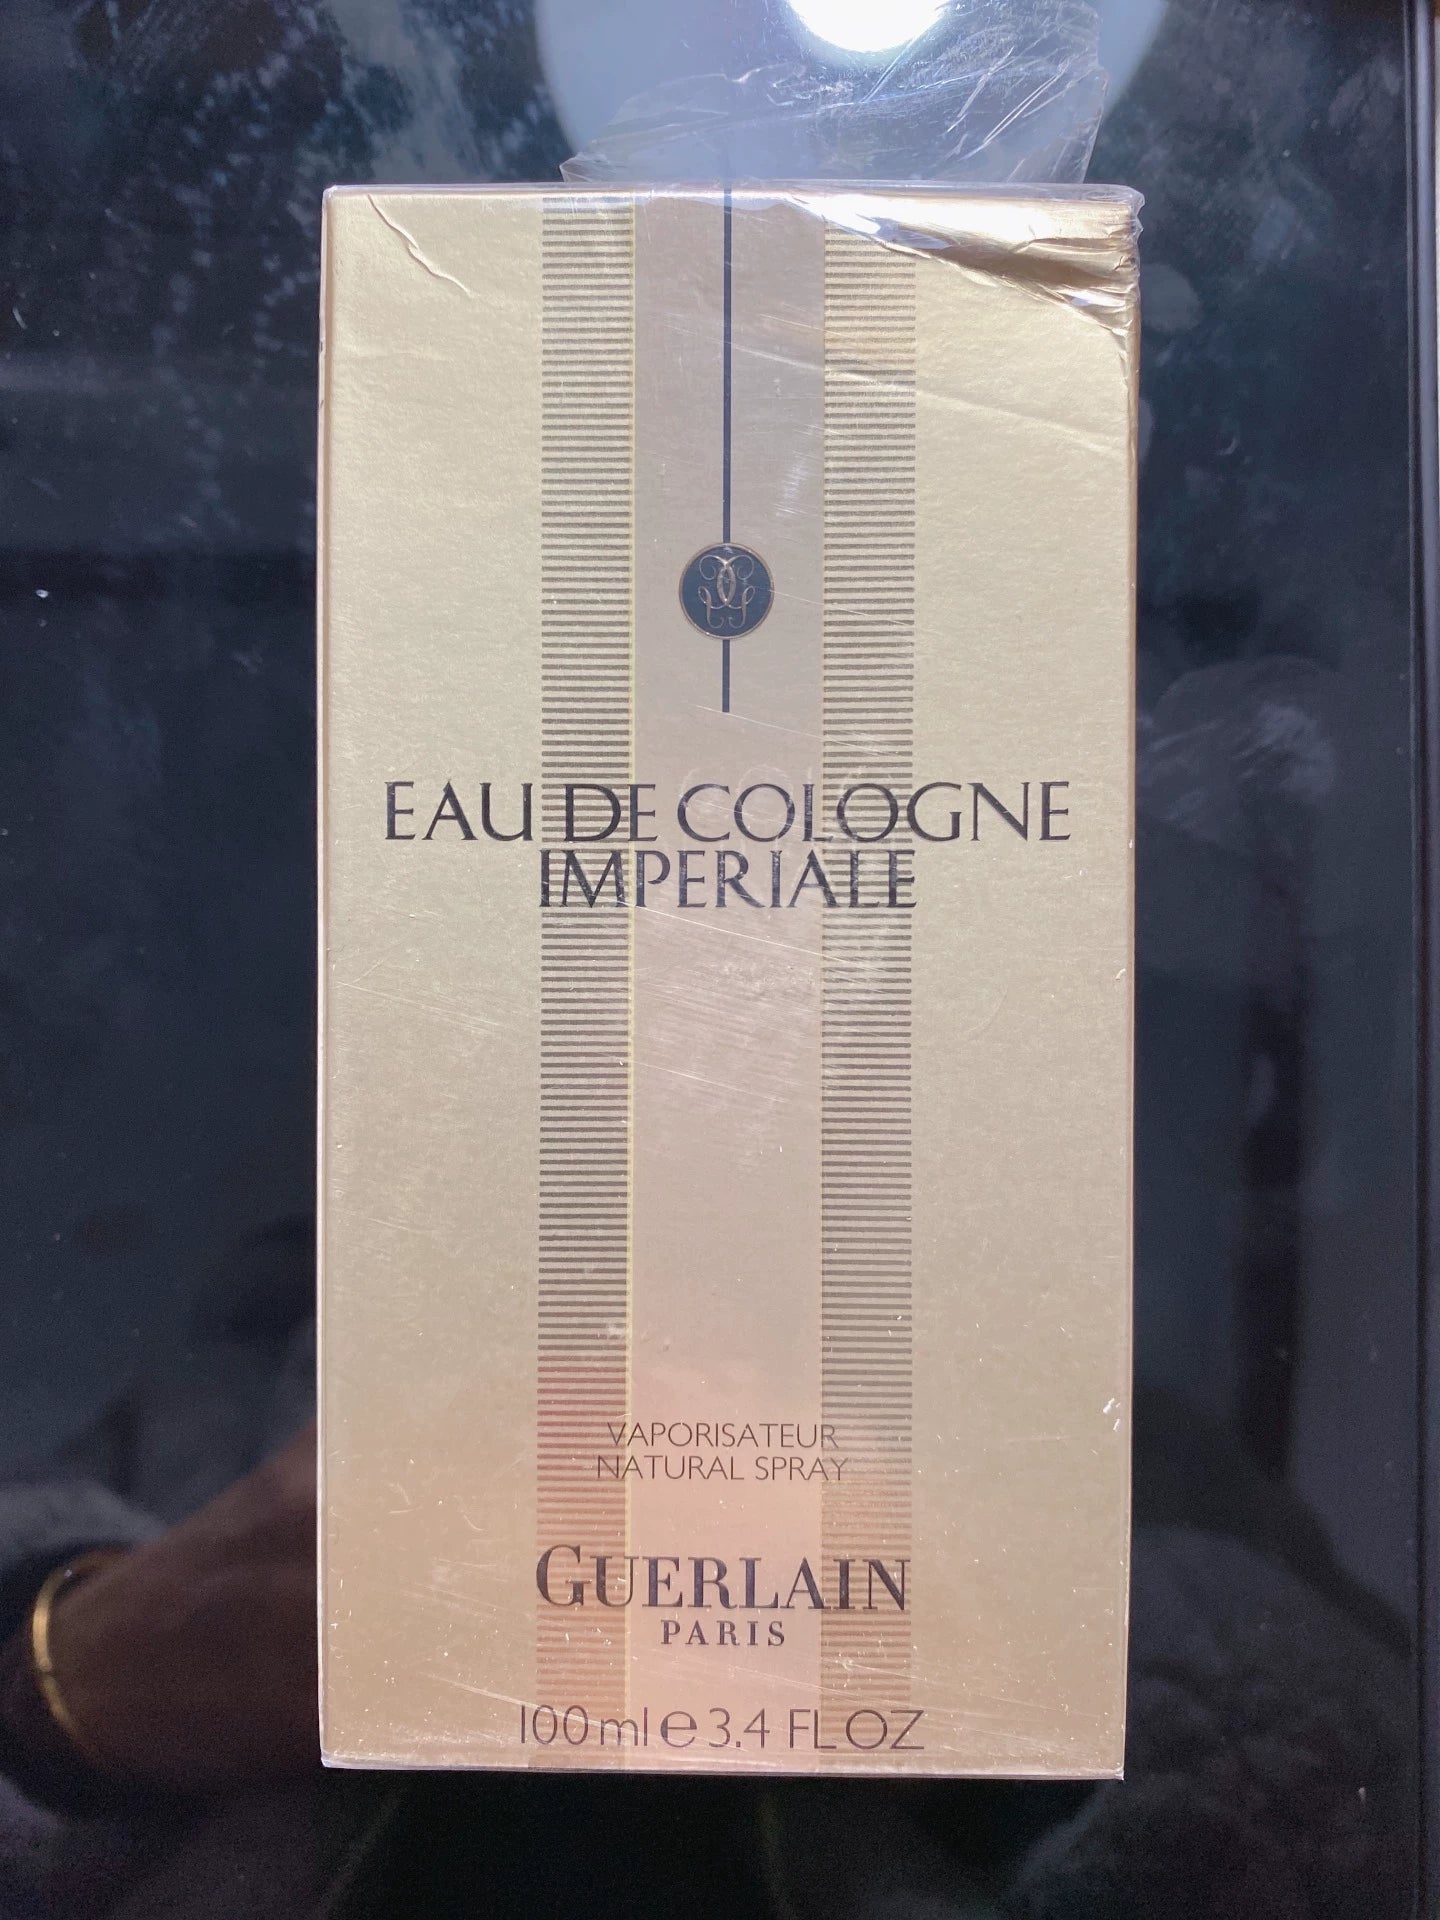 EAU DE COLOGNE
IMPERIALE
VAPORISATEUR
NATURAL SPRAY
GUERLAIN
PARIS
100ml e 3.4 FL OZ